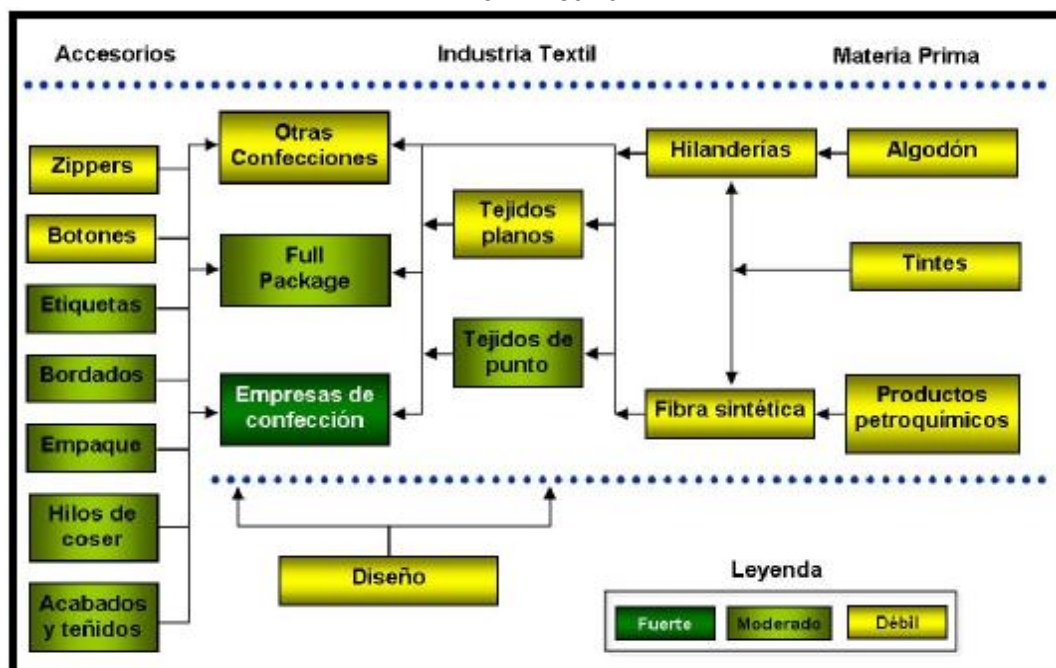 Accesorios
Industria Textil
Materia Prima
Otras
Confecciones
Hilanderías
Algodón
Zippers
Tejidos
planos
Botones
Full
Package
Tintes
Etiquetas
Tejidos de
punto
Bordados
Empresas de
confección
Fibra sintética
Productos
petroquímicos
Empaque
Hilos de
coser
Diseño
Leyenda
Acabados
y teñidos
Fuerte
Moderado
Débil